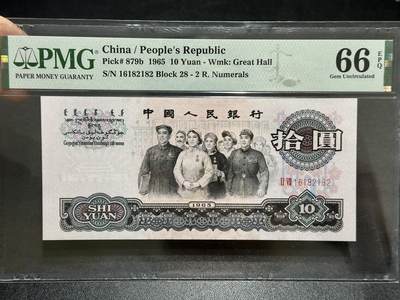 PMG
PAPER MONEY GUARANTY
China / People's Republic
Pick# 879b 1965 10 Yuan - Wmk: Great Hall
S/N 16182182 Block 28 - 2 R. Numerals
66 EPQ
Gem Uncirculated
中國人民銀行
拾圓
16182182
SHI
YUAN
1965
10